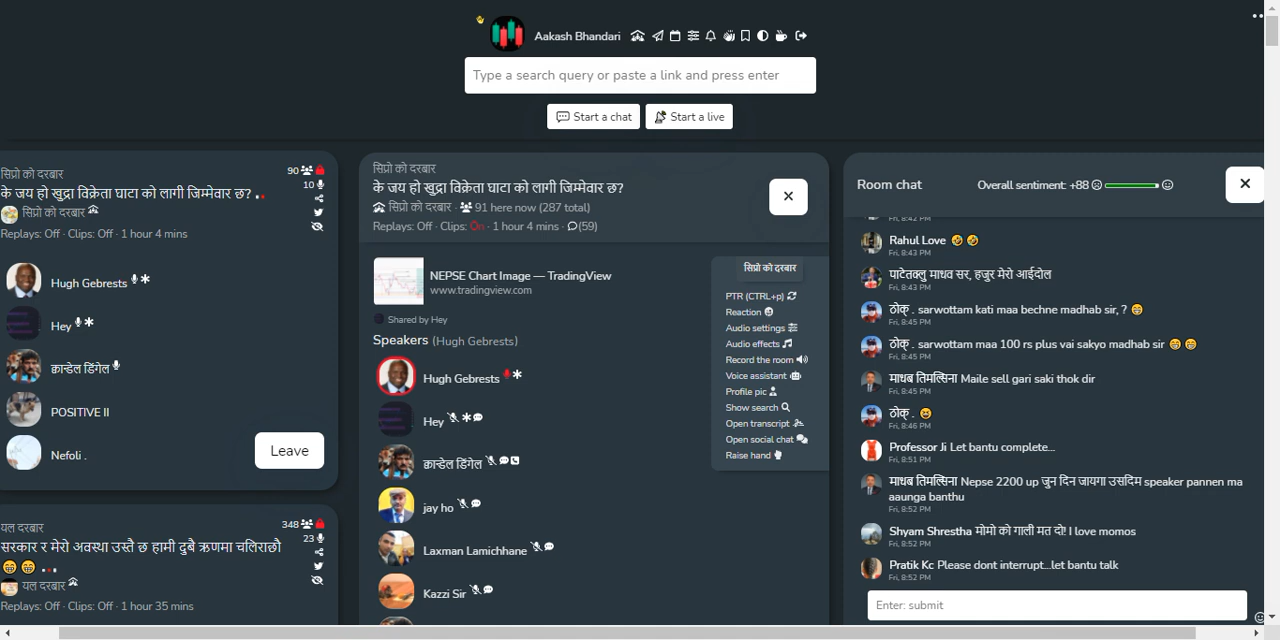 Aakash Bhandari
Type a search query or paste a link and press enter
Start a chat
Start a live
सिप्रो को दरबार
90
के जय हो खुद्रा विक्रेता घाटा को लागी जिम्मेवार छ?
10
सिप्रो को दरबार
Replays: Off · Clips: Off · 1 hour 4 mins
Hugh Gebrests
Hey
क्रान्डेल डिंगेल
POSITIVE II
Nefoli .
Leave
यल दरबार
348
सरकार र मेरो अवस्था उस्तै छ हामी दुबै ऋणमा चलिराछौ
23
😁😁
यल दरबार
Replays: Off · Clips: Off · 1 hour 35 mins
सिप्रो को दरबार
के जय हो खुद्रा विक्रेता घाटा को लागी जिम्मेवार छ?
सिप्रो को दरबार · 91 here now (287 total)
Replays: Off · Clips: On · 1 hour 4 mins · (59)
NEPSE Chart Image — TradingView
www.tradingview.com
Shared by Hey
Speakers (Hugh Gebrests)
Hugh Gebrests
Hey
क्रान्डेल डिंगेल
jay ho
Laxman Lamichhane
Kazzi Sir
सिप्रो को दरबार
PTR (CTRL+p)
Reaction
Audio settings
Audio effects
Record the room
Voice assistant
Profile pic
Show search
Open transcript
Open social chat
Raise hand
Room chat
Overall sentiment: +88
Fri, 8:42 PM
Rahul Love 🤣🤣
Fri, 8:43 PM
पाटेतक्लु माधव सर, हजुर मेरो आईदोल
Fri, 8:43 PM
ठोक् . sarwottam kati maa bechne madhab sir, ? 😁
Fri, 8:45 PM
ठोक् . sarwottam maa 100 rs plus vai sakyo madhab sir 😁😁
Fri, 8:45 PM
माधब तिमल्सिना Maile sell gari saki thok dir
Fri, 8:45 PM
ठोक् . 😆
Fri, 8:46 PM
Professor Ji Let bantu complete...
Fri, 8:51 PM
माधब तिमल्सिना Nepse 2200 up जुन दिन जायगा उसदिम speaker pannen ma
aaunga banthu
Fri, 8:52 PM
Shyam Shrestha मोमो को गाली मत दो! I love momos
Fri, 8:52 PM
Pratik Kc Please dont interrupt...let bantu talk
Fri, 8:52 PM
Enter: submit